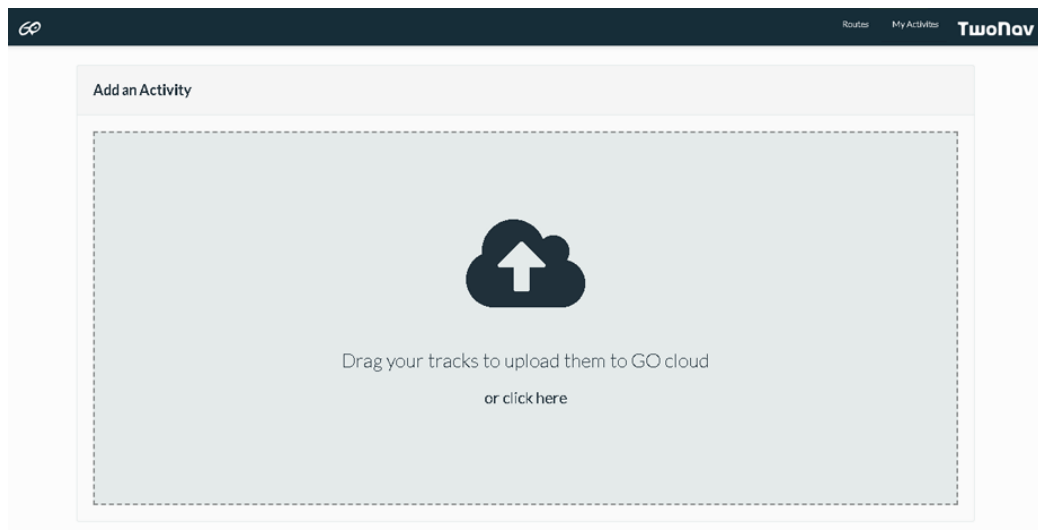 GO
Routes
My Activites
TwoNav
Add an Activity
Drag your tracks to upload them to GO cloud
or click here